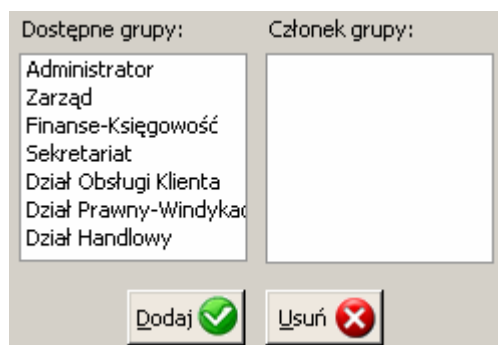 Dostępne grupy: Członek grupy:
Administrator
Zarząd
Finanse-Księgowość
Sekretariat
Dział Obsługi Klienta
Dział Prawny-Windykac
Dział Handlowy
Dodaj Usuń